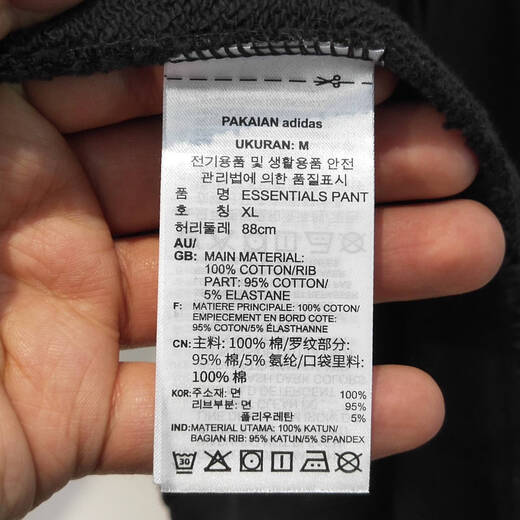 PAKAIAN adidas
UKURAN: M
전기용품 및 생활용품 안전
관리법에 의한 품질표시
품 명 ESSENTIALS PANT
호 칭 XL
허리둘레 88cm
AU/
GB: MAIN MATERIAL:
100% COTTON/RIB
PART: 95% COTTON/
5% ELASTANE
F: MATIERE PRINCIPALE: 100% COTON/
EMPIECEMENT EN BORD COTE:
95% COTON/5% ÉLASTHANNE
CN: 主料: 100% 棉/罗纹部分:
95% 棉/5% 氨纶/口袋里料:
100% 棉
KOR: 주소재: 면 100%
리브부분: 면 95%
폴리우레탄 5%
IND: MATERIAL UTAMA: 100% KATUN/
BAGIAN RIB: 95% KATUN/5% SPANDEX
30